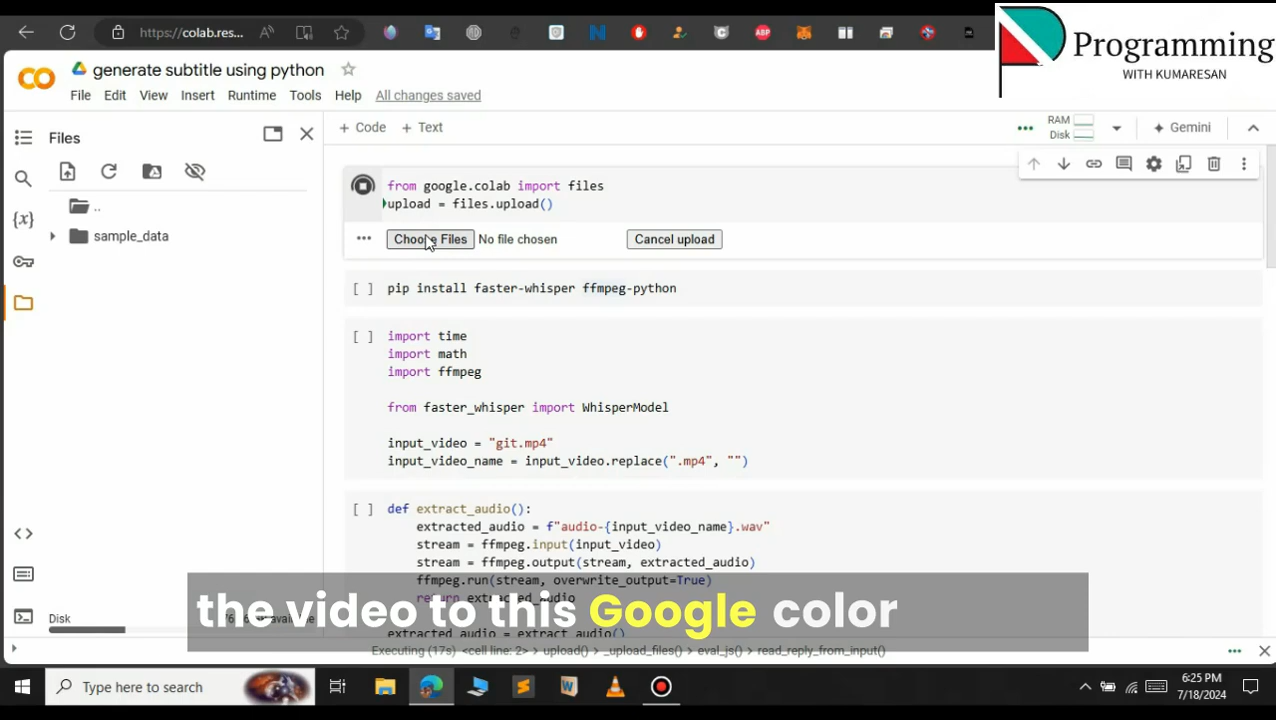 https://colab.res...
Programming
WITH KUMARESAN
generate subtitle using python
File Edit View Insert Runtime Tools Help All changes saved
Files
+ Code + Text
RAM
Disk
Gemini
..
sample_data
from google.colab import files
upload = files.upload()
Choose Files No file chosen Cancel upload
[ ] pip install faster-whisper ffmpeg-python
[ ] import time
import math
import ffmpeg
from faster_whisper import WhisperModel
input_video = "git.mp4"
input_video_name = input_video.replace(".mp4", "")
[ ] def extract_audio():
extracted_audio = f"audio-{input_video_name}.wav"
stream = ffmpeg.input(input_video)
stream = ffmpeg.output(stream, extracted_audio)
ffmpeg.run(stream, overwrite_output=True)
return extracted_audio
the video to this Google color
extracted_audio = extract_audio()
Disk
Executing (17s) <cell line: 2> upload() _upload_files() eval_js() read_reply_from_input()
Type here to search
6:25 PM
7/18/2024